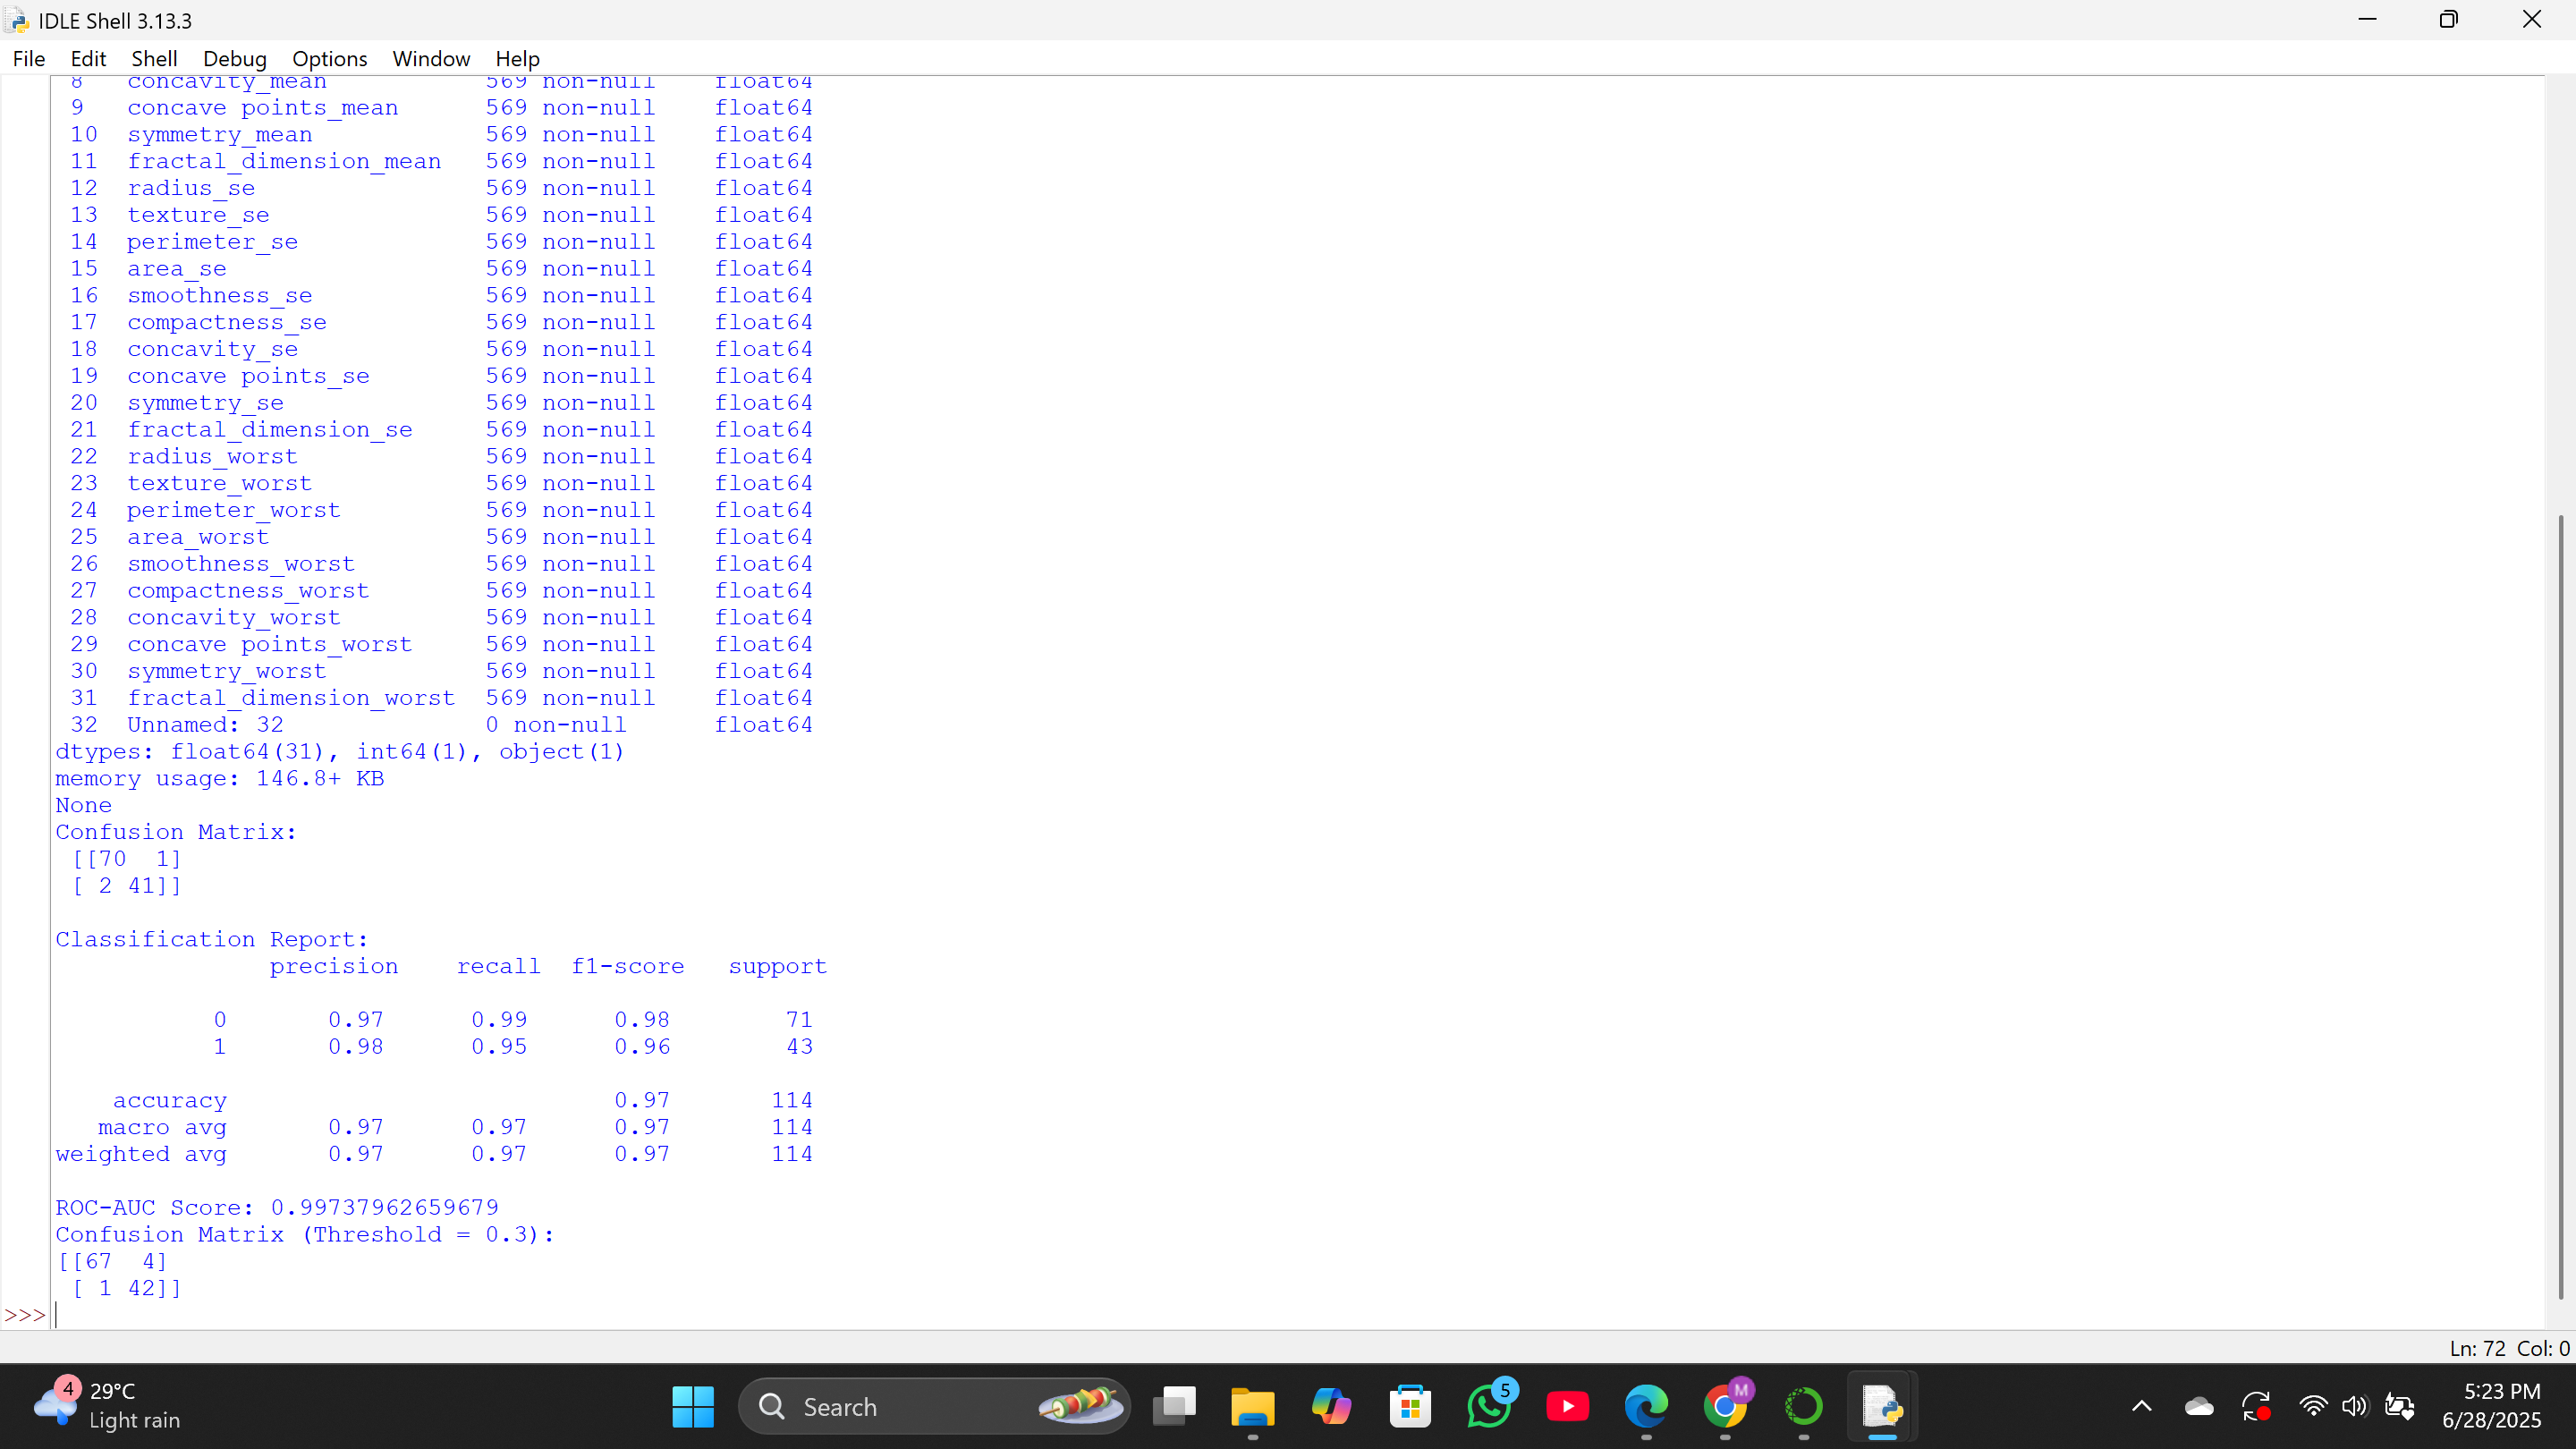 IDLE Shell 3.13.3
File Edit Shell Debug Options Window Help
8 concavity_mean 569 non-null float64
9 concave points_mean 569 non-null float64
10 symmetry_mean 569 non-null float64
11 fractal_dimension_mean 569 non-null float64
12 radius_se 569 non-null float64
13 texture_se 569 non-null float64
14 perimeter_se 569 non-null float64
15 area_se 569 non-null float64
16 smoothness_se 569 non-null float64
17 compactness_se 569 non-null float64
18 concavity_se 569 non-null float64
19 concave points_se 569 non-null float64
20 symmetry_se 569 non-null float64
21 fractal_dimension_se 569 non-null float64
22 radius_worst 569 non-null float64
23 texture_worst 569 non-null float64
24 perimeter_worst 569 non-null float64
25 area_worst 569 non-null float64
26 smoothness_worst 569 non-null float64
27 compactness_worst 569 non-null float64
28 concavity_worst 569 non-null float64
29 concave points_worst 569 non-null float64
30 symmetry_worst 569 non-null float64
31 fractal_dimension_worst 569 non-null float64
32 Unnamed: 32 0 non-null float64
dtypes: float64(31), int64(1), object(1)
memory usage: 146.8+ KB
None
Confusion Matrix:
[[70 1]
[ 2 41]]
Classification Report:
precision recall f1-score support
0 0.97 0.99 0.98 71
1 0.98 0.95 0.96 43
accuracy 0.97 114
macro avg 0.97 0.97 0.97 114
weighted avg 0.97 0.97 0.97 114
ROC-AUC Score: 0.99737962659679
Confusion Matrix (Threshold = 0.3):
[[67 4]
[ 1 42]]
>>>
Ln: 72 Col: 0
4
29°C
Light rain
Search
5
M
5:23 PM
6/28/2025